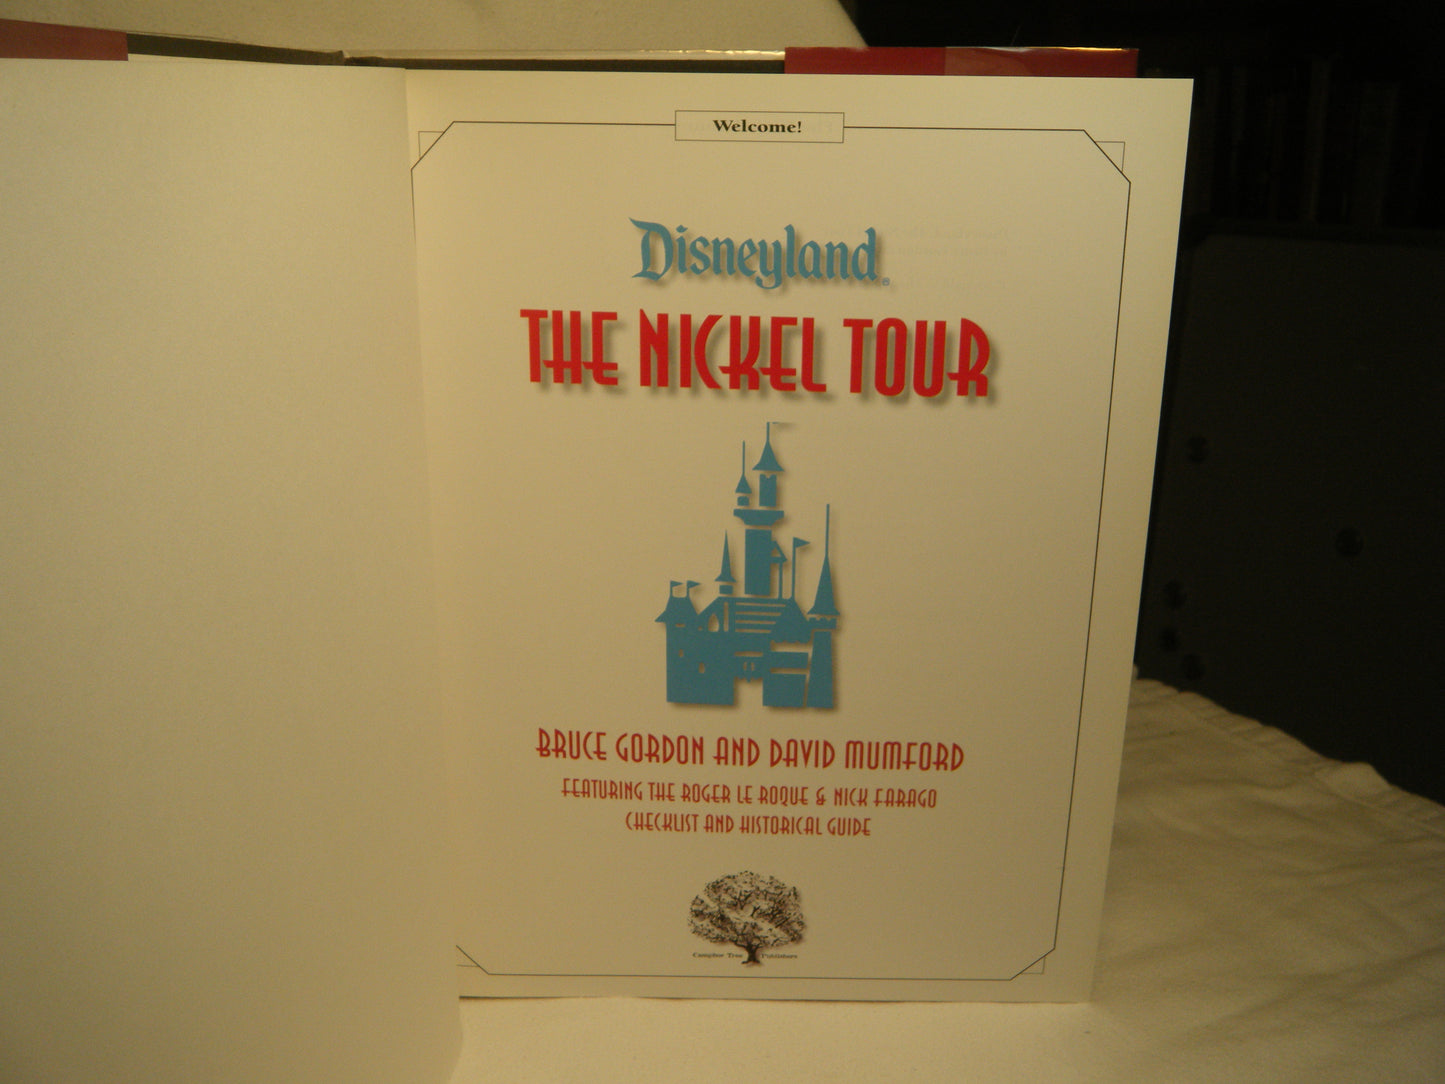 Welcome!
Disneyland®
THE NICKEL TOUR
BRUCE GORDON AND DAVID MUMFORD
FEATURING THE ROGER LE ROQUE & NICK FARAGO
CHECKLIST AND HISTORICAL GUIDE
Camphor Tree Publishers